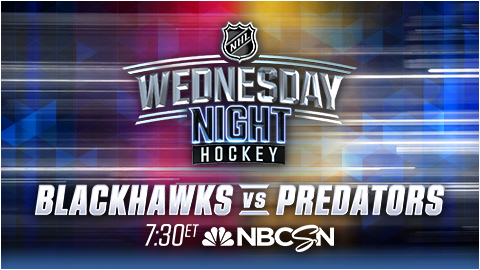 NHL
WEDNESDAY
NIGHT
HOCKEY
BLACKHAWKS vs PREDATORS
7:30ET NBCSN